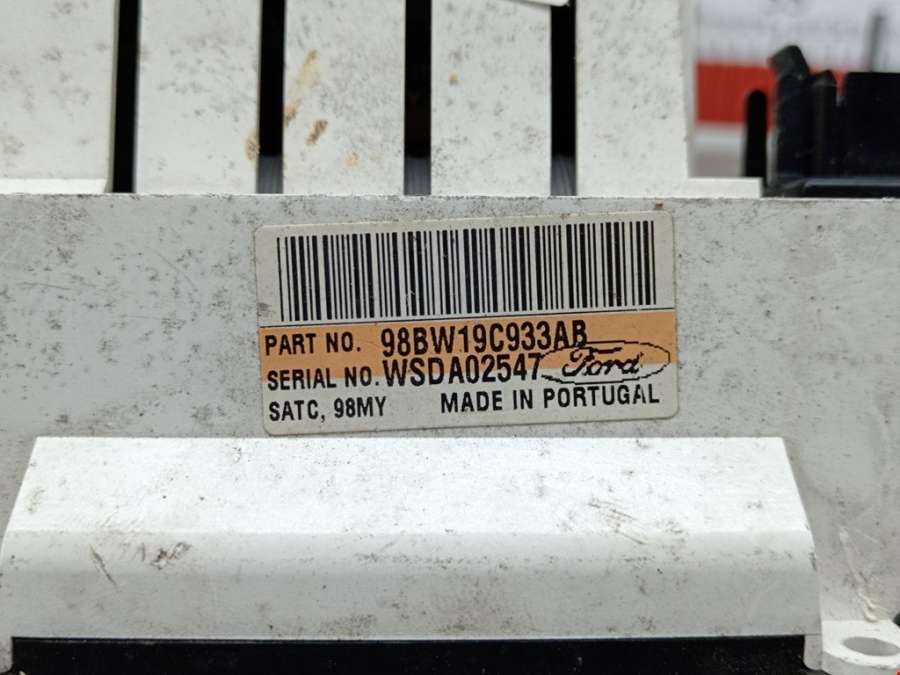 PART NO. 98BW19C933AB
SERIAL NO. WSDA02547 Ford
SATC, 98MY MADE IN PORTUGAL